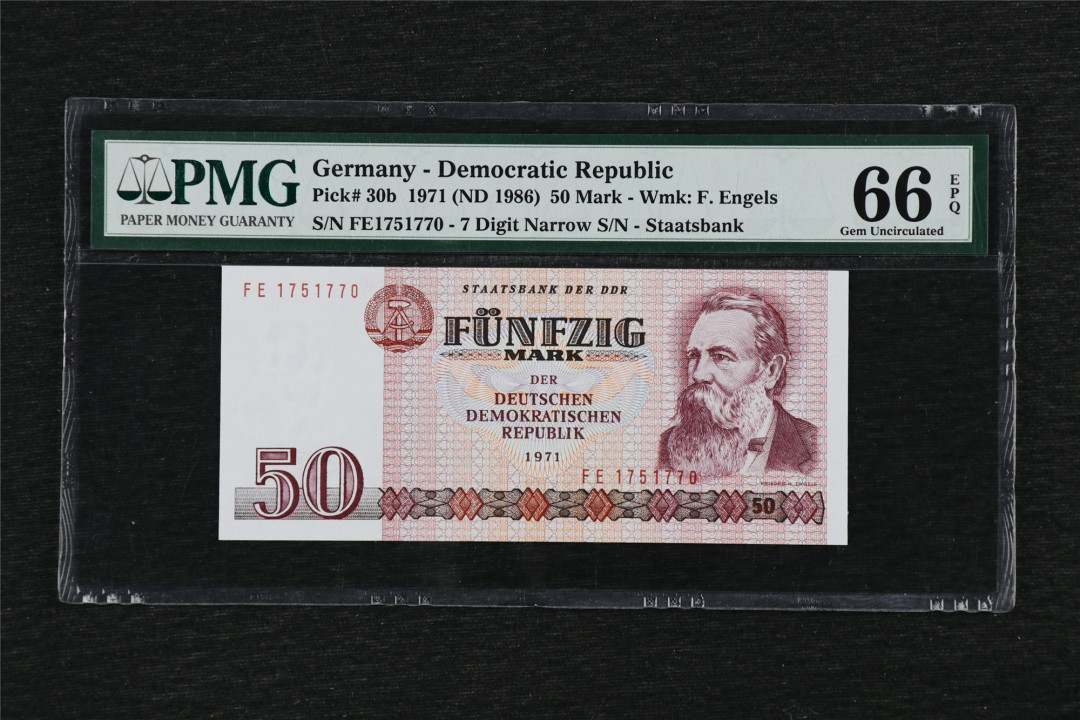 PMG
PAPER MONEY GUARANTY
Germany - Democratic Republic
Pick# 30b 1971 (ND 1986) 50 Mark - Wmk: F. Engels
S/N FE1751770 - 7 Digit Narrow S/N - Staatsbank
66 EPQ
Gem Uncirculated
FE 1751770
STAATSBANK DER DDR
FÜNFZIG
MARK
DER
DEUTSCHEN
DEMOKRATISCHEN
REPUBLIK
1971
FE 1751770
FRIEDRICH ENGELS
50
50